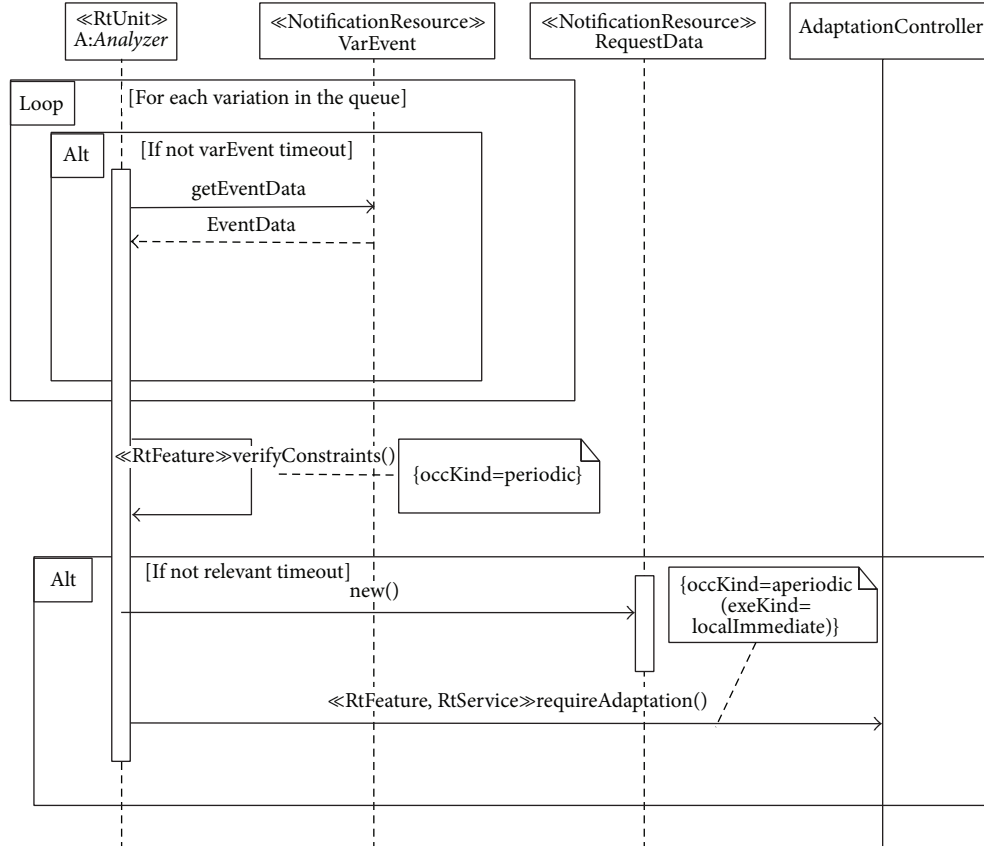 ≪RtUnit≫
A:Analyzer
≪NotificationResource≫
VarEvent
≪NotificationResource≫
RequestData
AdaptationController
Loop
[For each variation in the queue]
Alt
[If not varEvent timeout]
getEventData
EventData
≪RtFeature≫verifyConstraints()
{occKind=periodic}
Alt
[If not relevant timeout]
new()
{occKind=aperiodic
(exeKind=
localImmediate)}
≪RtFeature, RtService≫requireAdaptation()